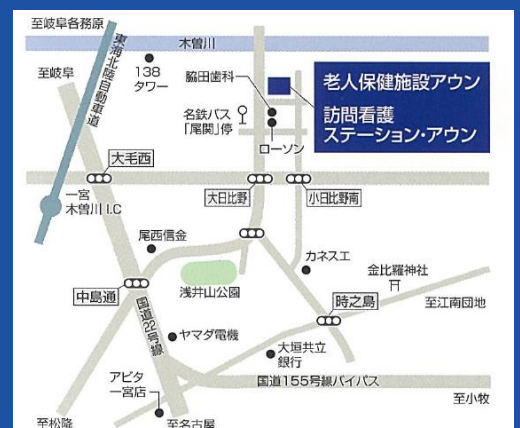 至岐阜各務原
木曽川
東海北陸自動車道
至岐阜
138
タワー
脇田歯科
老人保健施設アウン
訪問看護
ステーション・アウン
名鉄バス
「尾関」停
ローソン
大毛西
大日比野
小日比野南
一宮
木曽川I.C
尾西信金
カネスエ
金比羅神社
中島通
浅井山公園
時之島
至江南団地
国道22号線
ヤマダ電機
大垣共立
銀行
アピタ
一宮店
国道155号線バイパス
至小牧
至松降
至名古屋